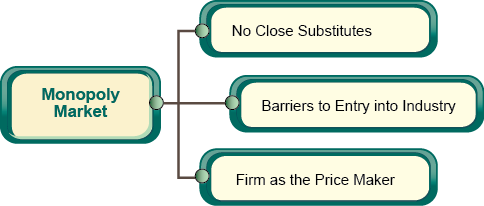 Monopoly
Market
No Close Substitutes
Barriers to Entry into Industry
Firm as the Price Maker